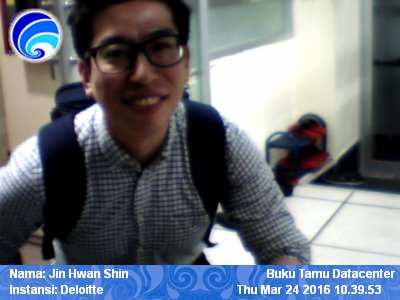 Nama: Jin Hwan Shin
Buku Tamu Datacenter
Instansi: Deloitte
Thu Mar 24 2016 10.39.53